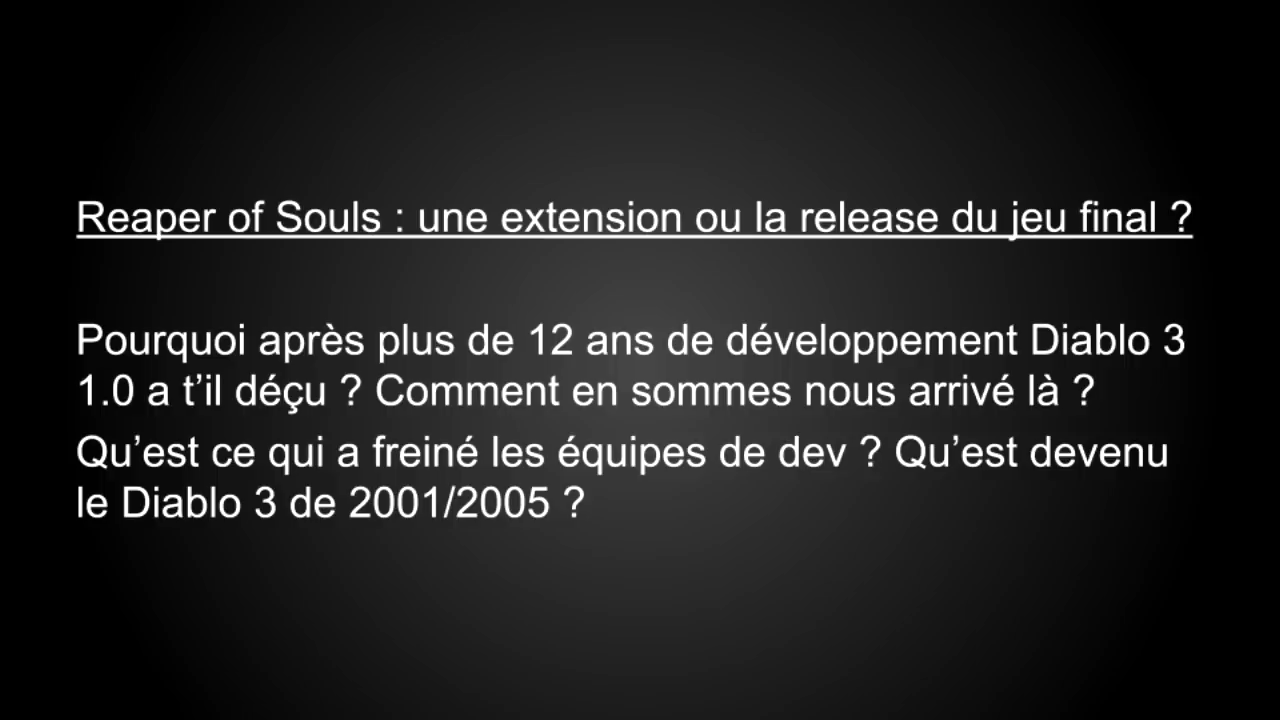 Reaper of Souls : une extension ou la release du jeu final ?
Pourquoi après plus de 12 ans de développement Diablo 3
1.0 a t’il déçu ? Comment en sommes nous arrivé là ?
Qu’est ce qui a freiné les équipes de dev ? Qu’est devenu
le Diablo 3 de 2001/2005 ?